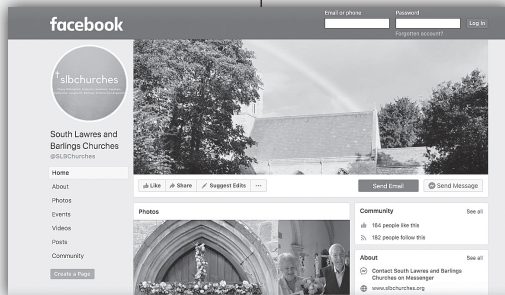 facebook
Email or phone
Password
Log In
Forgotten account?
†slbchurches
South Lawres and
Barlings Churches
@SLBChurches
Home
About
Photos
Events
Videos
Posts
Community
Create a Page
Like
Share
Suggest Edits
...
Send Email
Send Message
Photos
Community
See all
184 people like this
182 people follow this
About
See all
Contact South Lawres and Barlings
Churches on Messenger
www.slbchurches.org